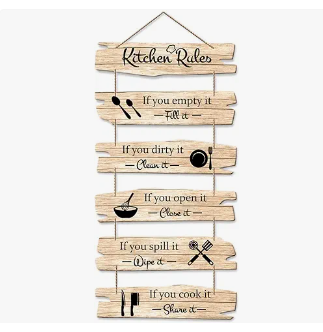 Kitchen Rules
If you empty it
Fill it
If you dirty it
Clean it
If you open it
Close it
If you spill it
Wipe it
If you cook it
Share it